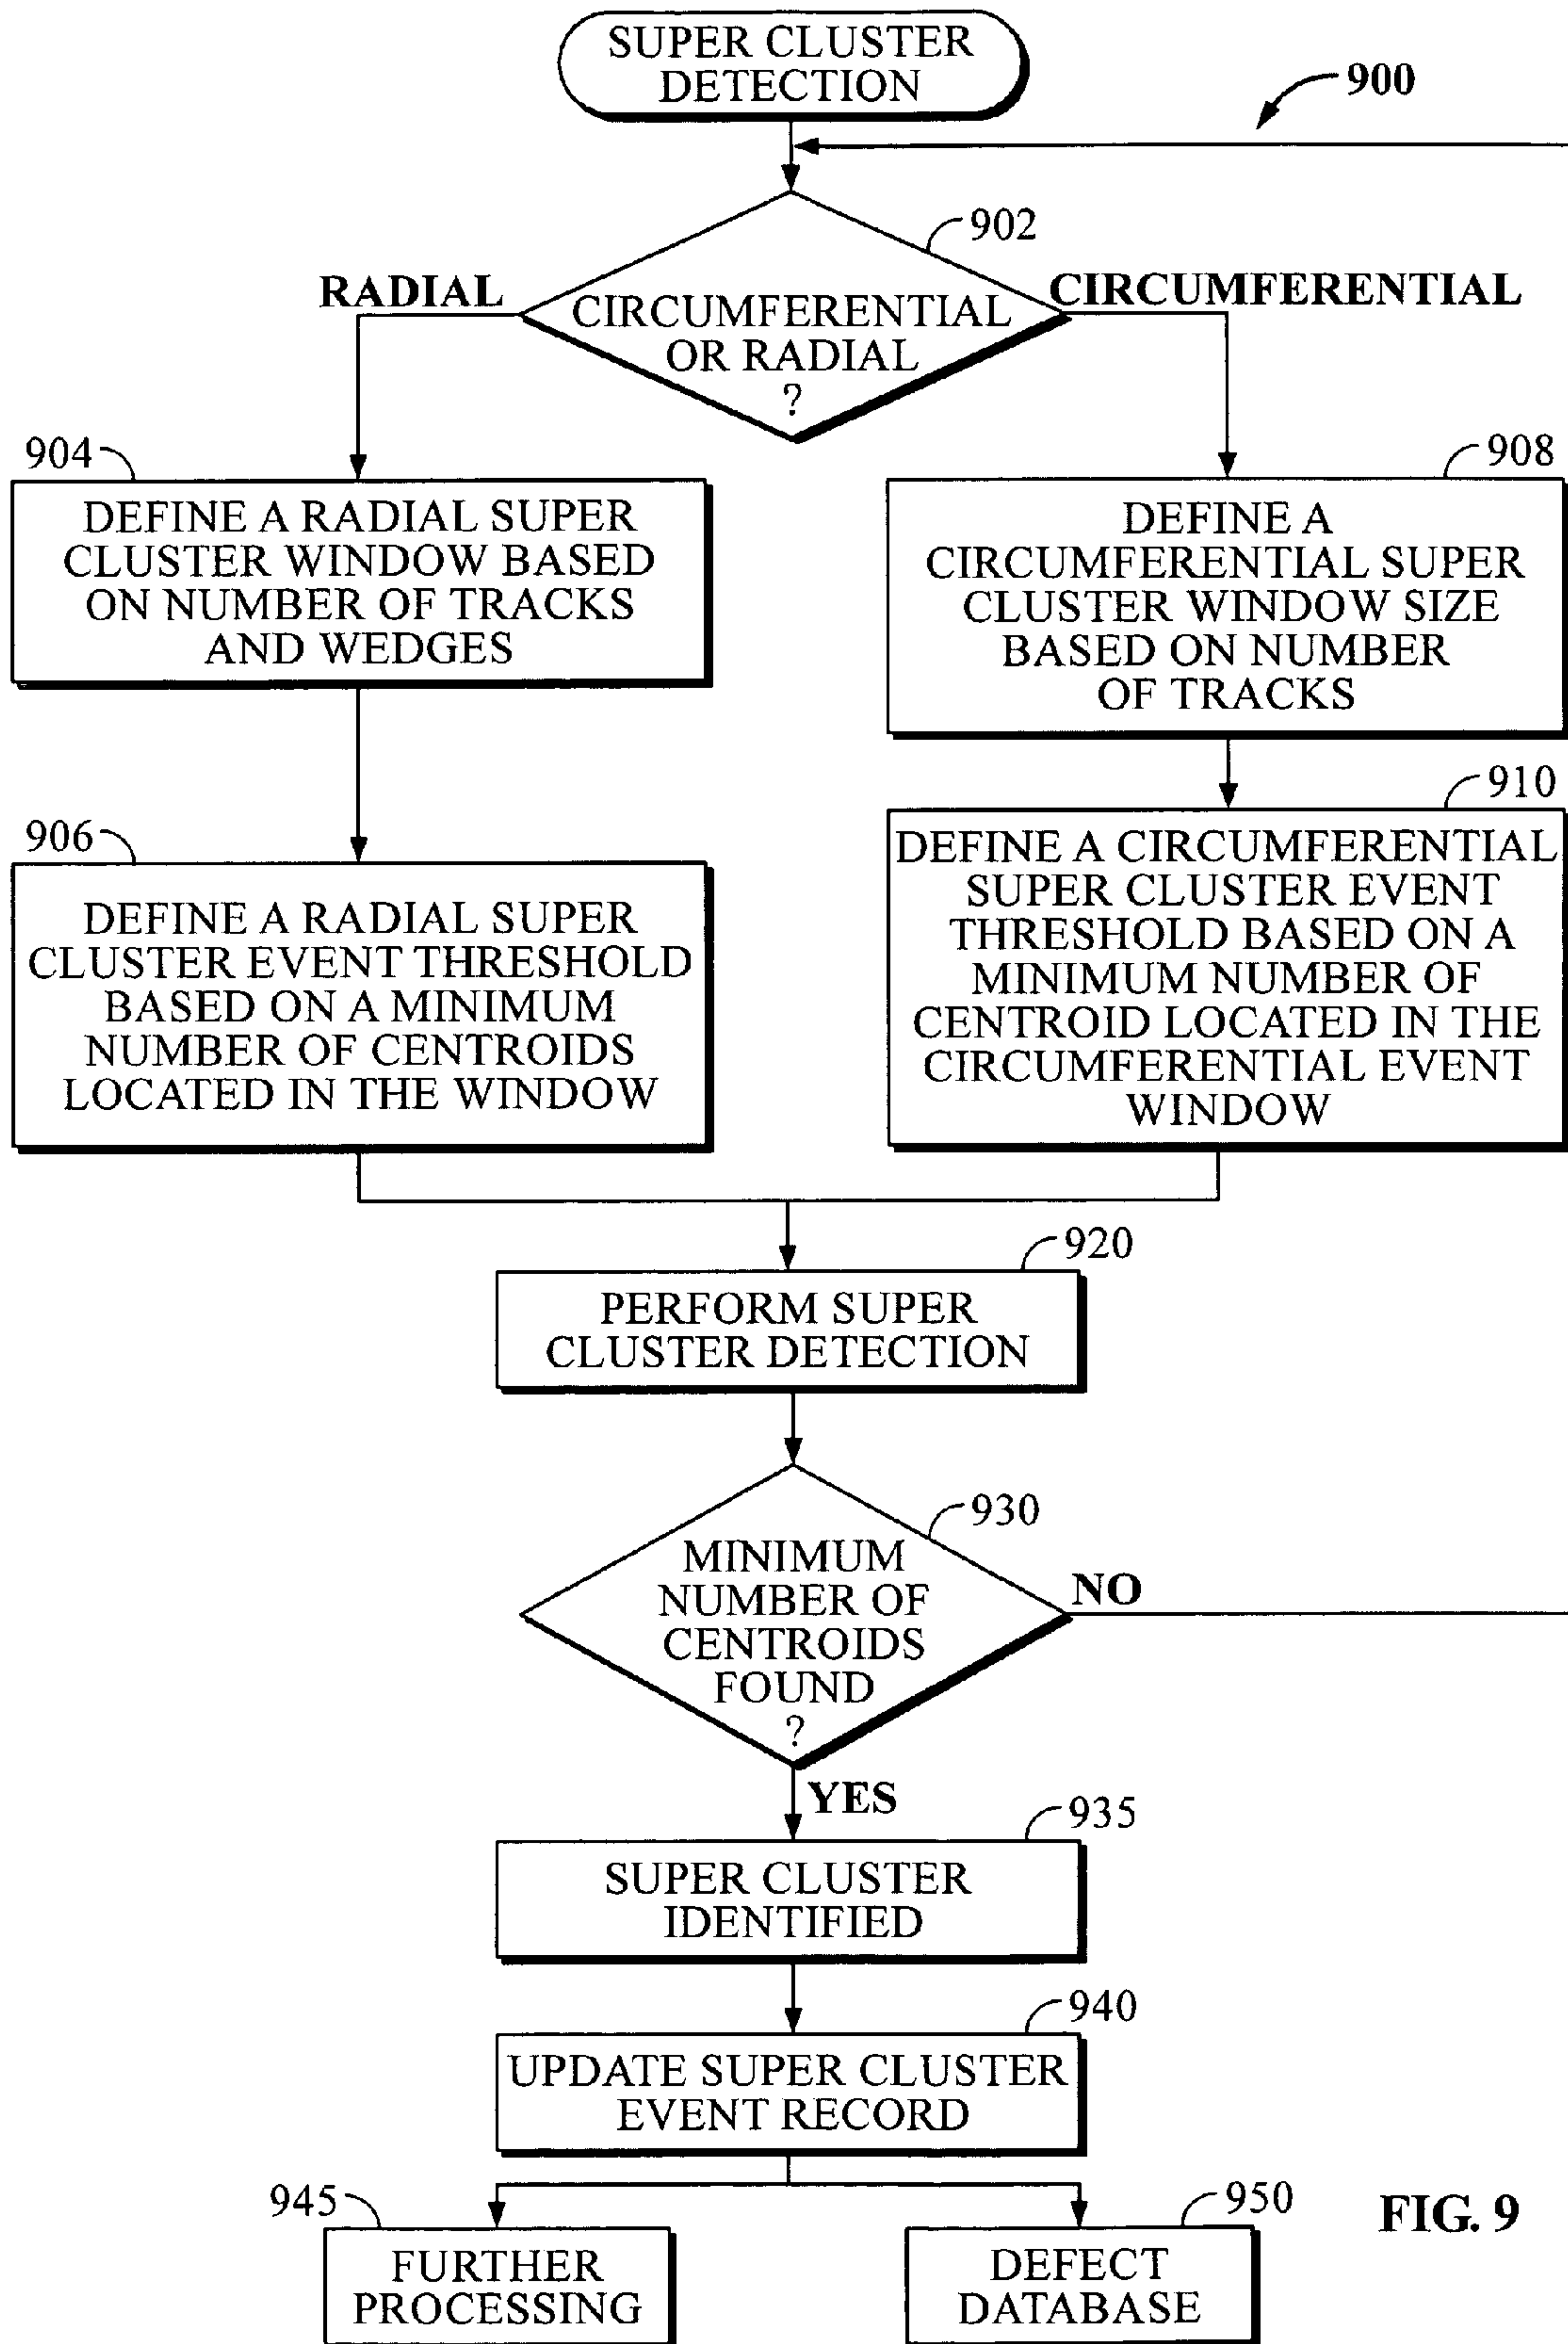 SUPER CLUSTER
DETECTION
900
902
RADIAL
CIRCUMFERENTIAL
CIRCUMFERENTIAL
OR RADIAL
?
904
DEFINE A RADIAL SUPER
CLUSTER WINDOW BASED
ON NUMBER OF TRACKS
AND WEDGES
908
DEFINE A
CIRCUMFERENTIAL SUPER
CLUSTER WINDOW SIZE
BASED ON NUMBER
OF TRACKS
906
DEFINE A RADIAL SUPER
CLUSTER EVENT THRESHOLD
BASED ON A MINIMUM
NUMBER OF CENTROIDS
LOCATED IN THE WINDOW
910
DEFINE A CIRCUMFERENTIAL
SUPER CLUSTER EVENT
THRESHOLD BASED ON A
MINIMUM NUMBER OF
CENTROID LOCATED IN THE
CIRCUMFERENTIAL EVENT
WINDOW
920
PERFORM SUPER
CLUSTER DETECTION
930
MINIMUM
NUMBER OF
CENTROIDS
FOUND
?
NO
YES
935
SUPER CLUSTER
IDENTIFIED
940
UPDATE SUPER CLUSTER
EVENT RECORD
945
FURTHER
PROCESSING
950
DEFECT
DATABASE
FIG. 9